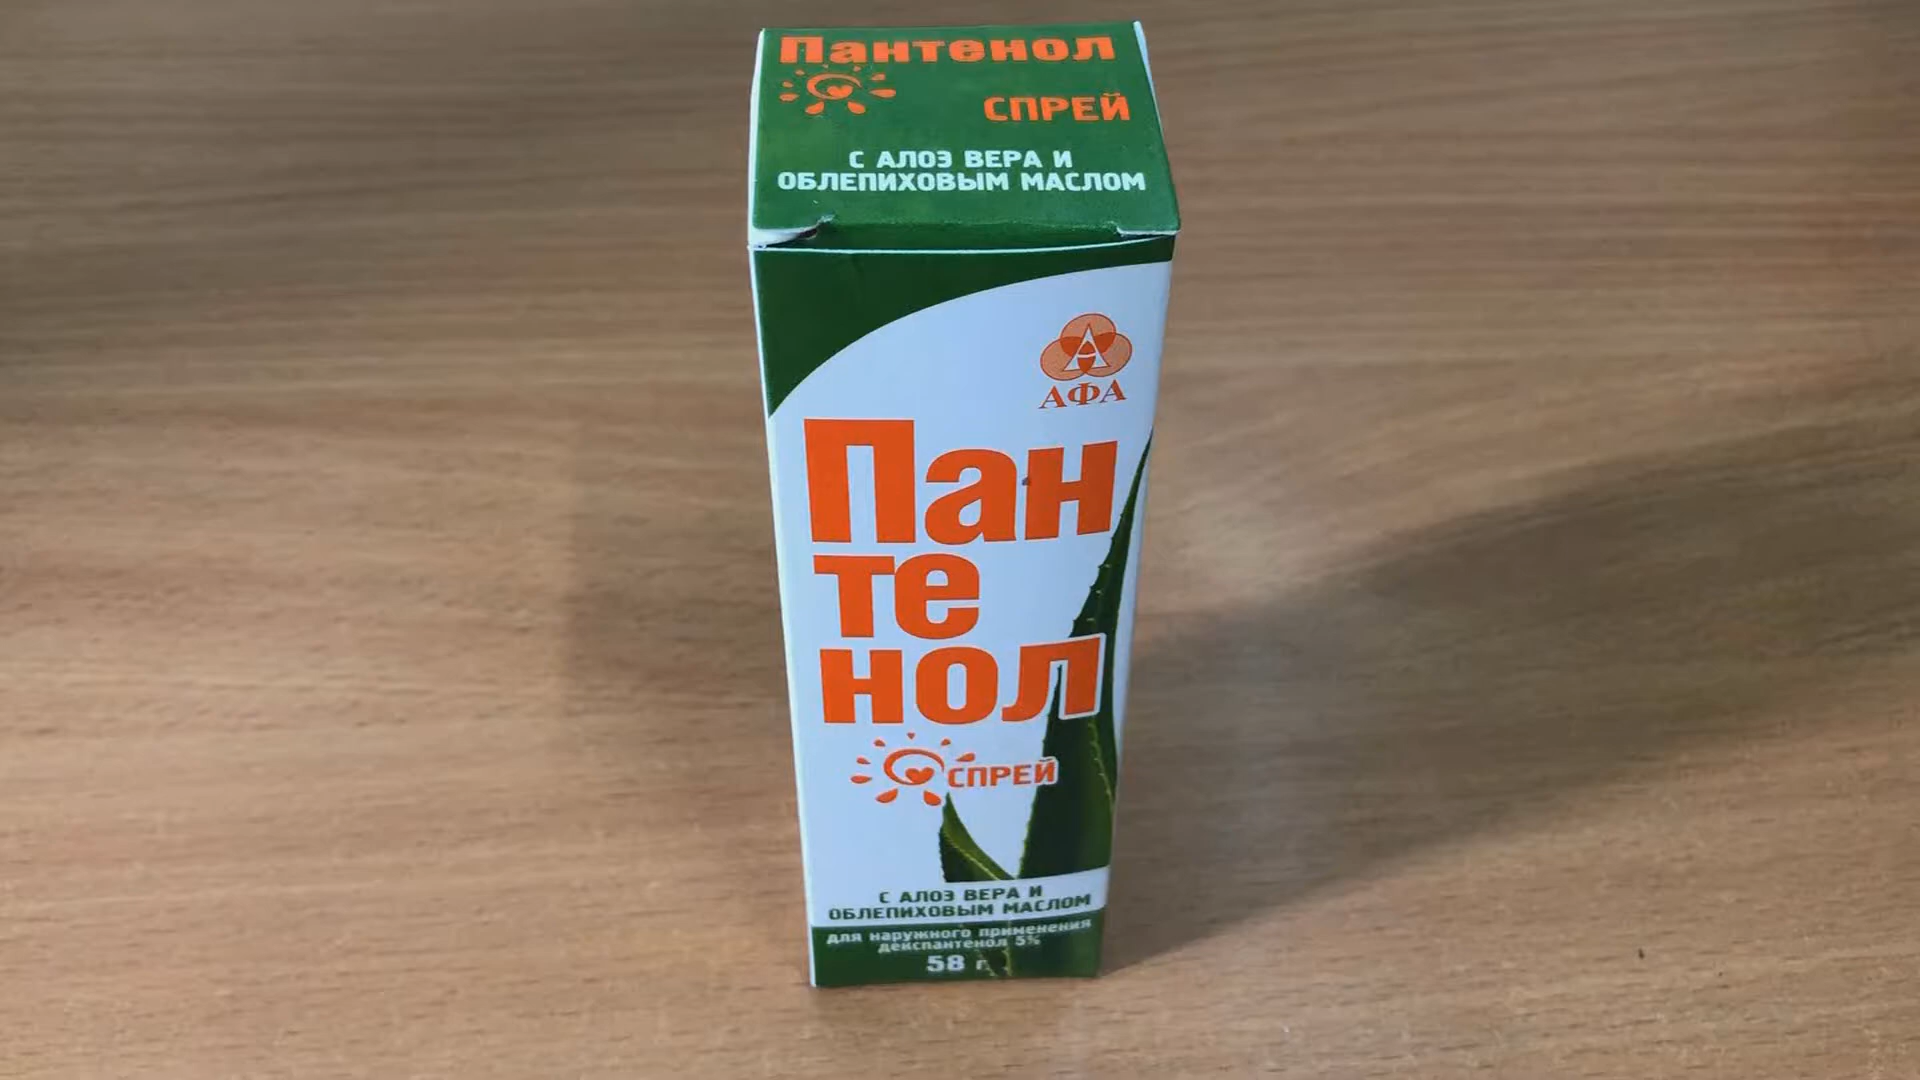 Пантенол
СПРЕЙ
С АЛОЭ ВЕРА И
ОБЛЕПИХОВЫМ МАСЛОМ
АФА
Пан
те
нол
СПРЕЙ
С АЛОЭ ВЕРА И
ОБЛЕПИХОВЫМ МАСЛОМ
для наружного применения
декспантенол 5%
58 г